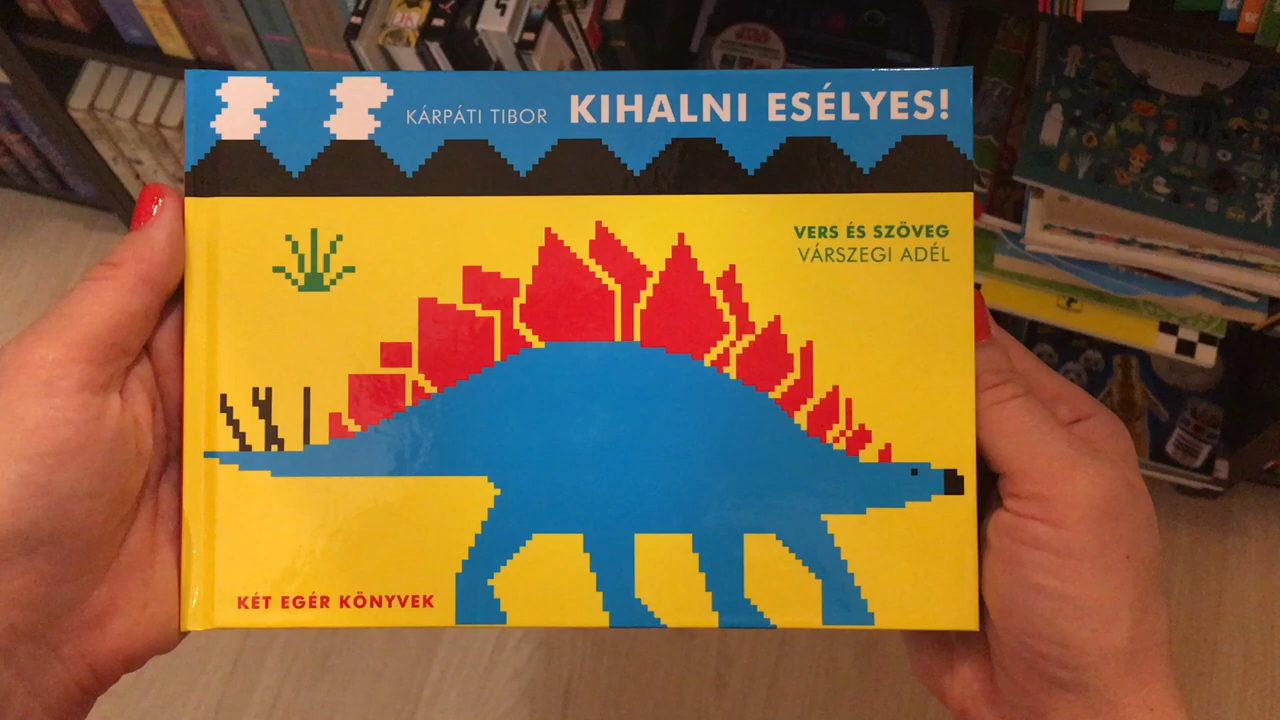 KÁRPÁTI TIBOR KIHALNI ESÉLYES!
VERS ÉS SZÖVEG
VÁRSZEGI ADÉL
KÉT EGÉR KÖNYVEK